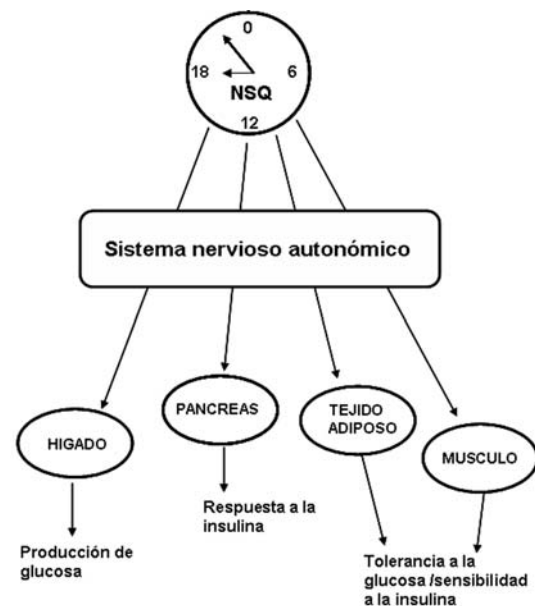 0
18
6
NSQ
12
Sistema nervioso autonómico
HIGADO
PANCREAS
TEJIDO
ADIPOSO
MUSCULO
Producción de
glucosa
Respuesta a la
insulina
Tolerancia a la
glucosa /sensibilidad
a la insulina